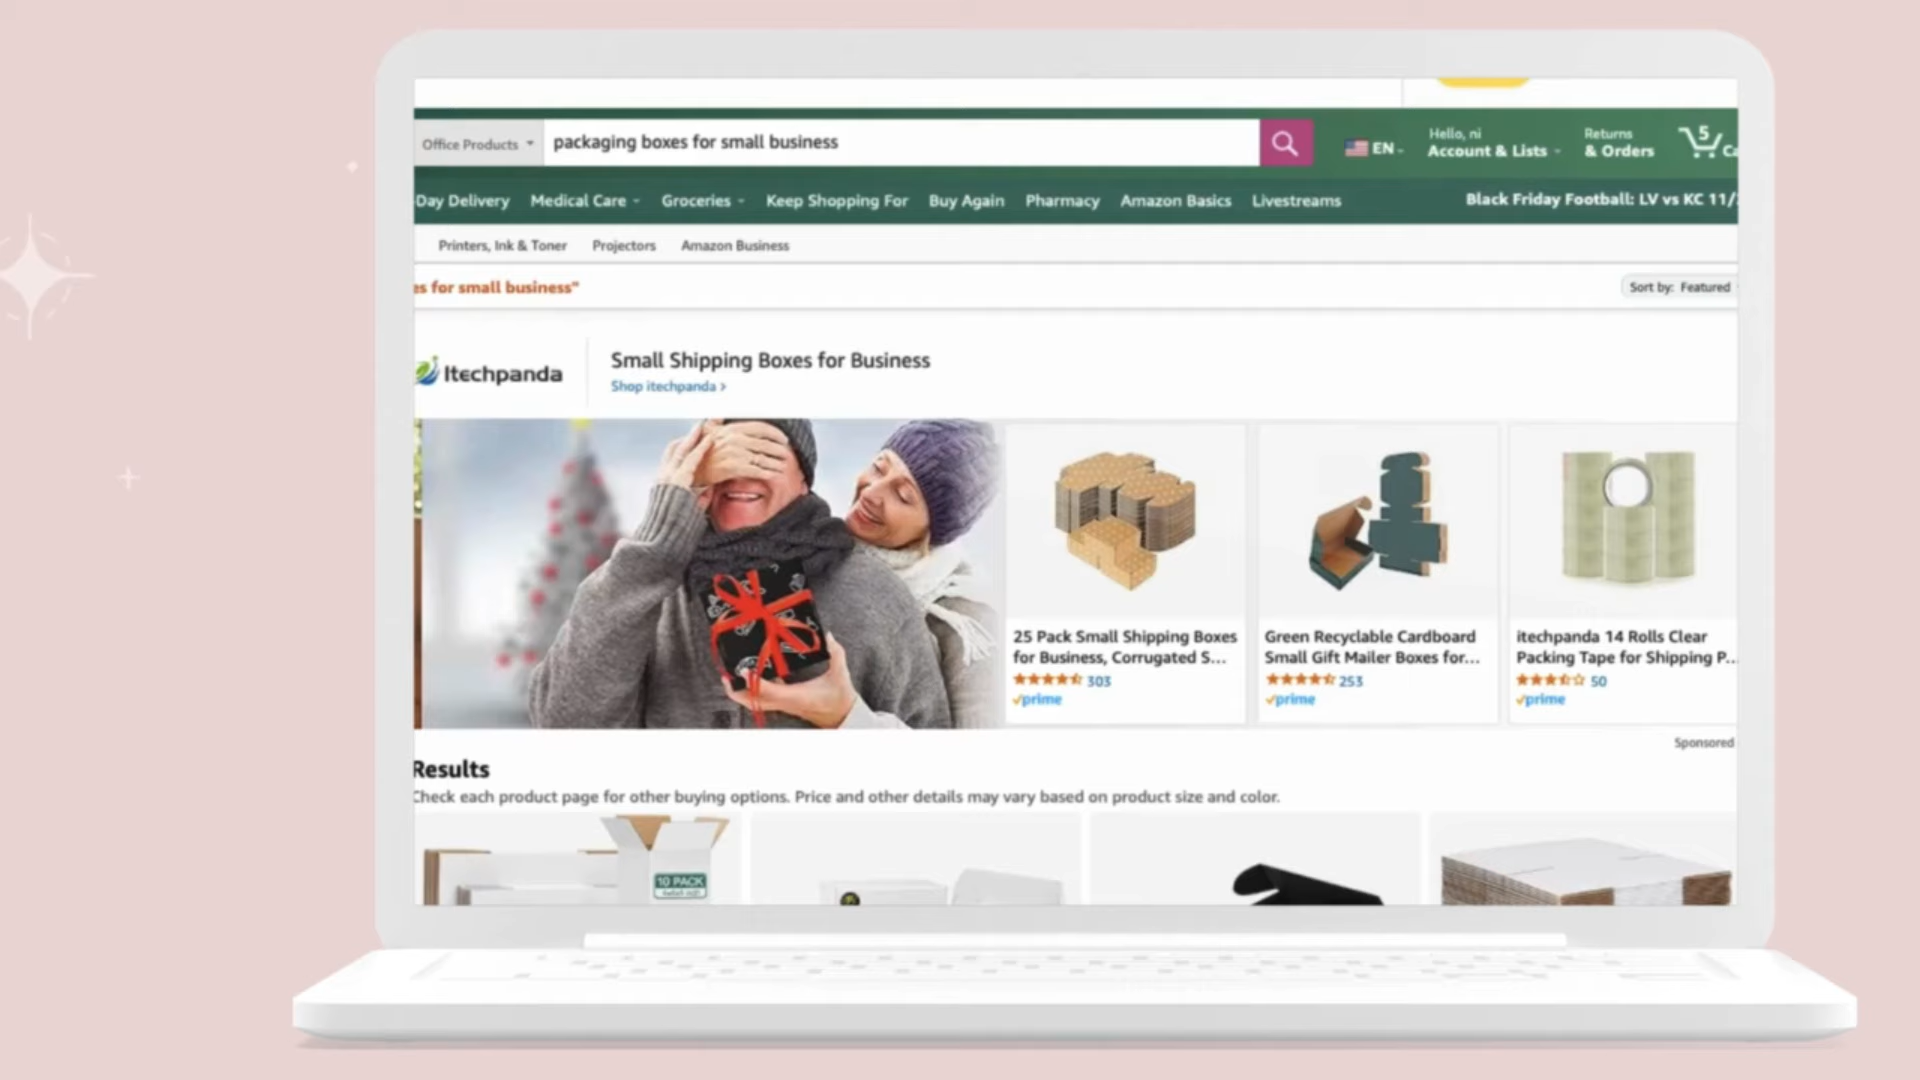 Office Products
packaging boxes for small business
EN
Hello, ni
Account & Lists
Returns
& Orders
5
Day Delivery
Medical Care
Groceries
Keep Shopping For
Buy Again
Pharmacy
Amazon Basics
Livestreams
Black Friday Football: LV vs KC 11/
Printers, Ink & Toner
Projectors
Amazon Business
es for small business"
Sort by: Featured
Itechpanda
Small Shipping Boxes for Business
Shop itechpanda ›
25 Pack Small Shipping Boxes
for Business, Corrugated S...
303
prime
Green Recyclable Cardboard
Small Gift Mailer Boxes for...
253
prime
itechpanda 14 Rolls Clear
Packing Tape for Shipping P...
50
prime
Sponsored
Results
Check each product page for other buying options. Price and other details may vary based on product size and color.
10 PACK